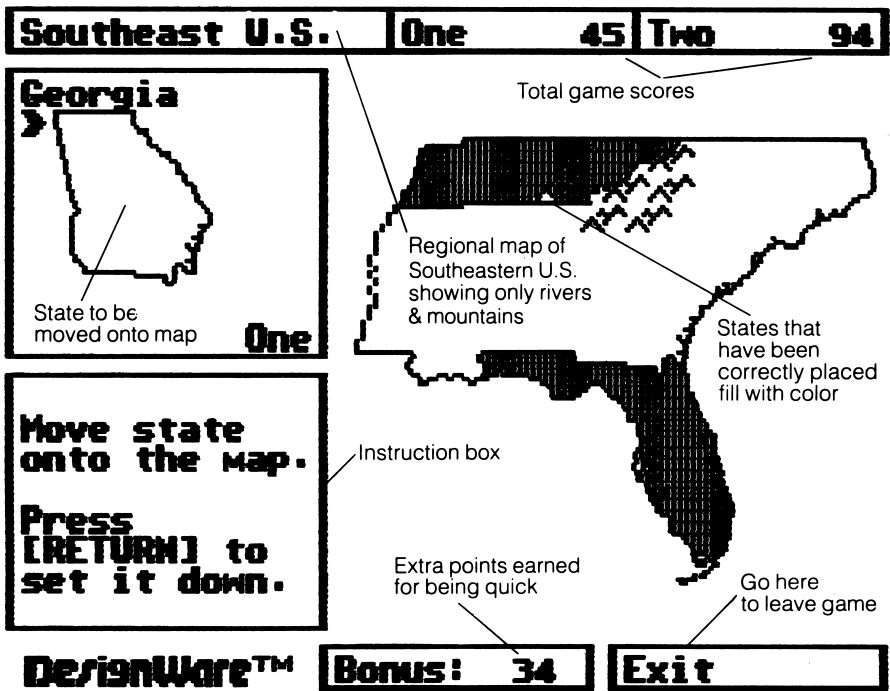 Southeast U.S.
One 45
Two 94
Total game scores
Georgia
State to be
moved onto map
One
Regional map of
Southeastern U.S.
showing only rivers
& mountains
States that
have been
correctly placed
fill with color
Move state
onto the map.
Press
[RETURN] to
set it down.
Instruction box
Extra points earned
for being quick
Go here
to leave game
DesignWare™
Bonus: 34
Exit